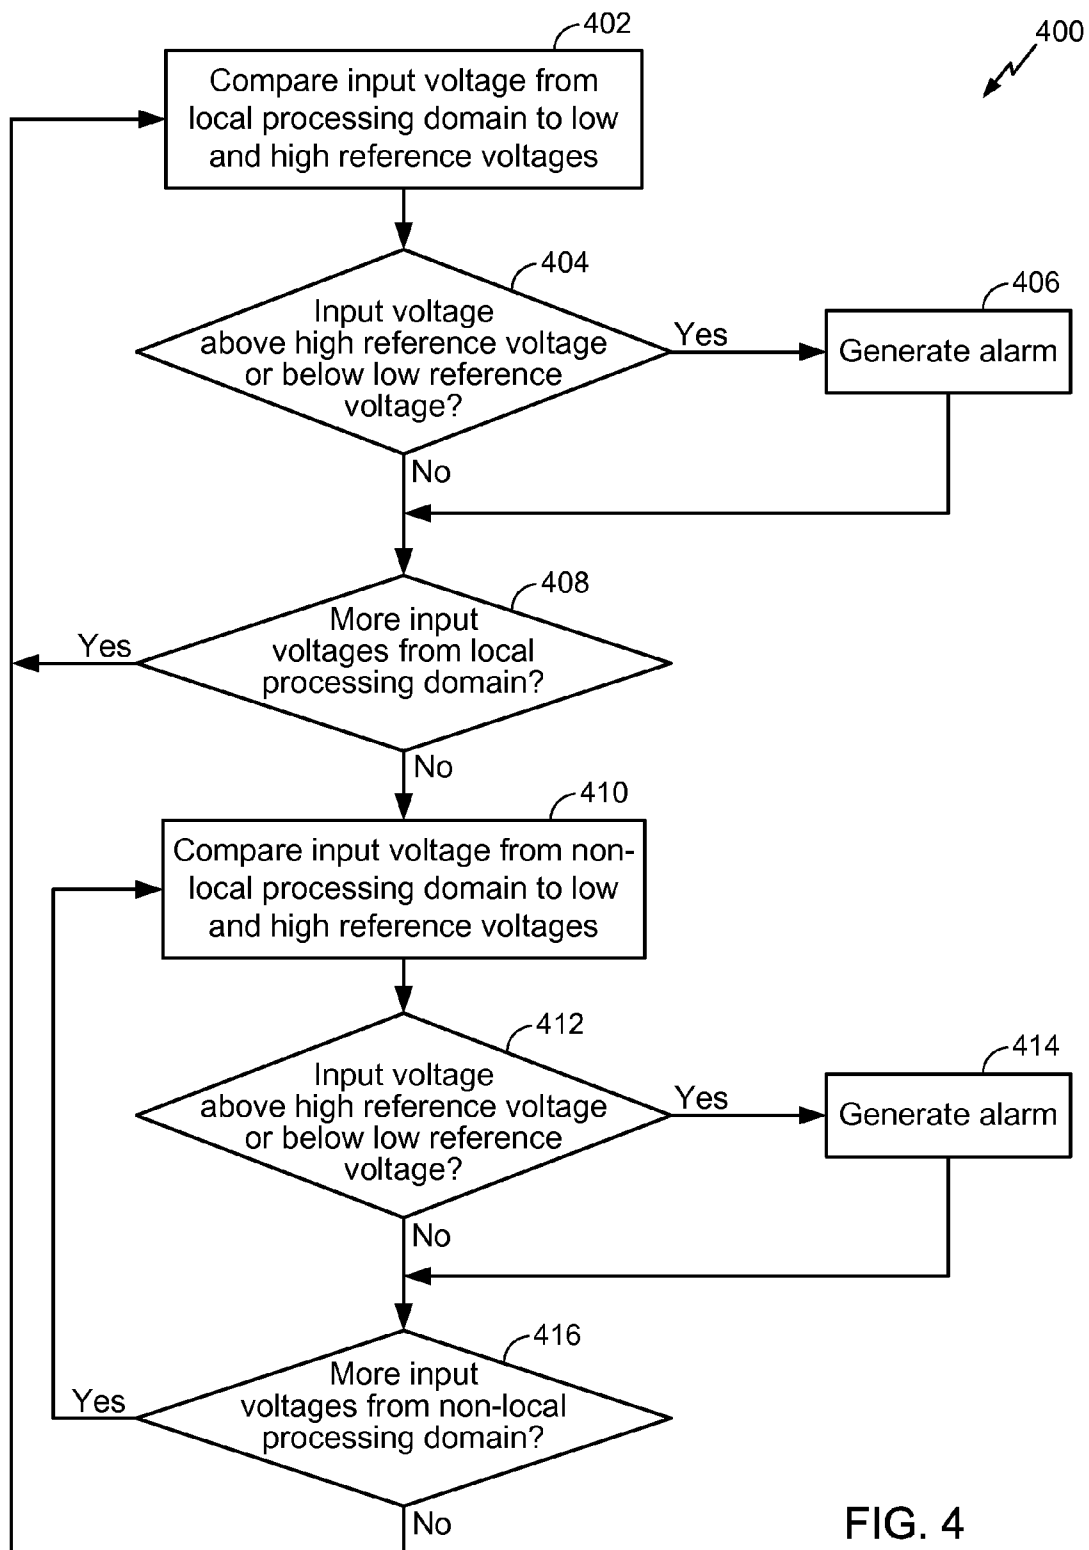 402
400
Compare input voltage from
local processing domain to low
and high reference voltages
404
Input voltage
above high reference voltage
or below low reference
voltage?
Yes
406
Generate alarm
No
408
More input
voltages from local
processing domain?
Yes
No
410
Compare input voltage from non-
local processing domain to low
and high reference voltages
412
Input voltage
above high reference voltage
or below low reference
voltage?
Yes
414
Generate alarm
No
416
More input
voltages from non-local
processing domain?
Yes
No
FIG. 4